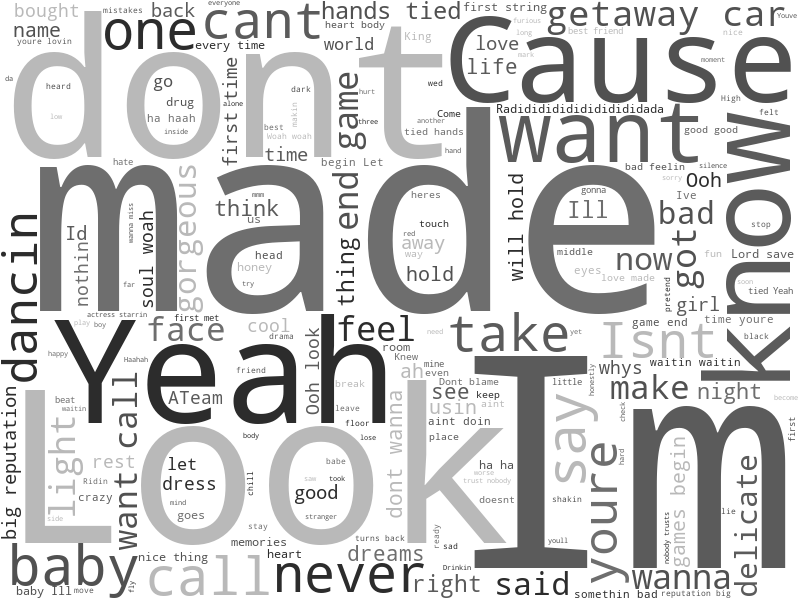 bought
mistakes
back
everyone
cant
hands
tied
first string
furious
getaway car
Youve
name
one
heart body
King
long
best friend
nice
youre lovin
every time
world
love
mark
life
Cause
moment
dont
da
heard
go
drug
ha haah
inside
alone
first time
dark
makin
best
Woah woah
time
hurt
game
three
wed
another
Come
tied hands
hand
High
felt
Radidididididididididada
want
good good
know
low
hate
begin Let
bad feelin
silence
sorry
Ooh
made
gorgeous
mmm
think
us
end
heres
touch
gonna
Ill
Ive
bad
stop
will hold
Id
nothin
wanna miss
soul woah
far
head
honey
try
thing
red
away
way
hold
middle
eyes
love made
now
got
fun
Lord save
pretend
girl
soon
tied Yeah
dancin
actress starrin
play
boy
first met
face
cool
drama
Ooh look
feel
room
need
take
yet
Isnt
game end
time youre
black
happy
Haahah
Yeah
friend
ATeam
Knew
ah
mine
even
break
leave
Dont blame
see
keep
little
honestly
whys
waitin waitin
make
night
become
big reputation
beat
waitin
Light
want call
rest
Ridin
crazy
side
Look
let
dress
mind
goes
body
chill
floor
lose
babe
saw
took
good
stranger
dont wanna
usin
aint
aint doin
place
ha ha
worse
trust nobody
doesnt
shakin
say
I
youre
hard
check
Im
first
games begin
nobody trusts
lie
delicate
stay
memories
turns back
ready
sad
youll
baby
baby Ill
move
fly
nice thing
call
heart
never
dreams
right
Drinkin
said
somethin bad
wanna
reputation big